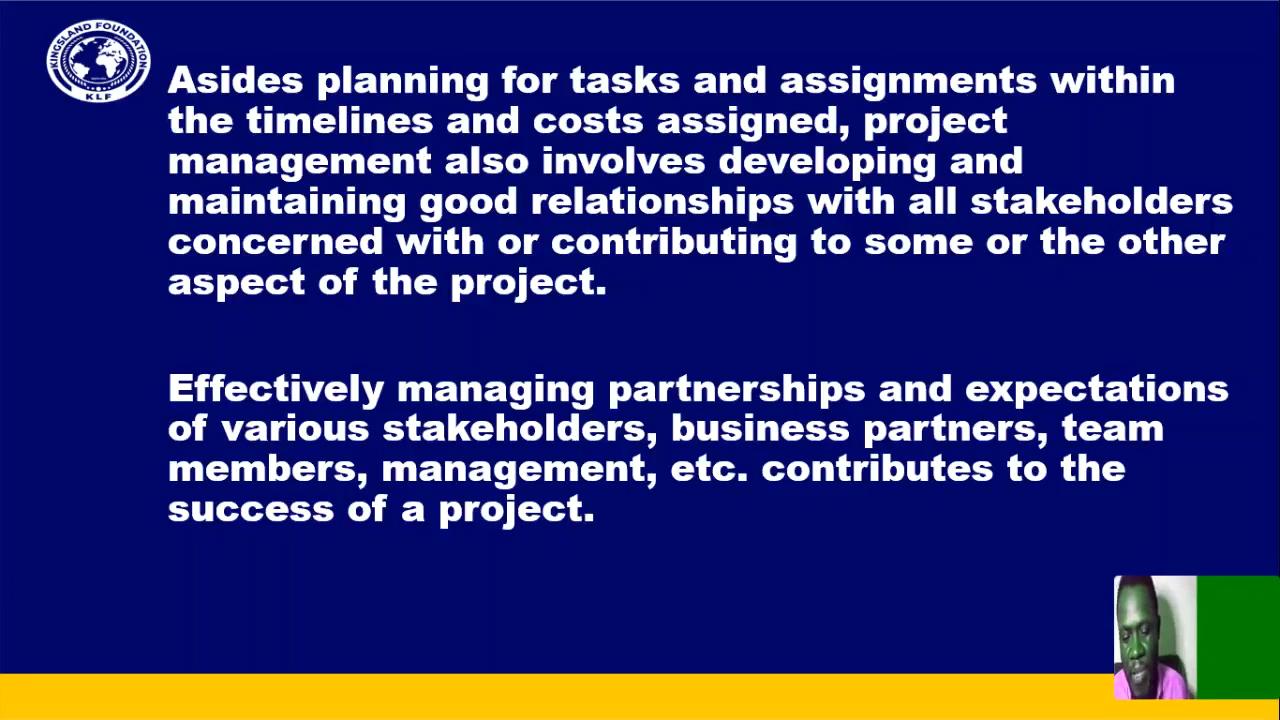 KINGSLAND FOUNDATION
KLF
Asides planning for tasks and assignments within
the timelines and costs assigned, project
management also involves developing and
maintaining good relationships with all stakeholders
concerned with or contributing to some or the other
aspect of the project.
Effectively managing partnerships and expectations
of various stakeholders, business partners, team
members, management, etc. contributes to the
success of a project.